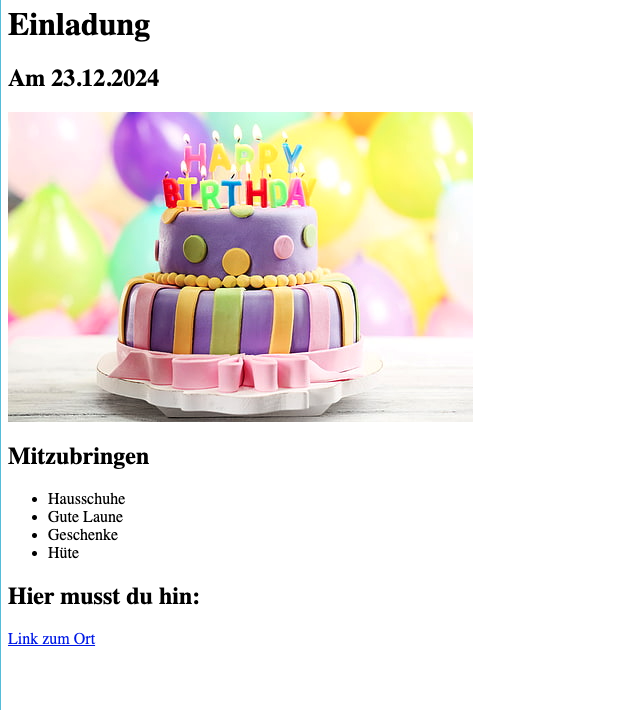 Einladung
Am 23.12.2024
HAPPY
BIRTHDAY
Mitzubringen
Hausschuhe
Gute Laune
Geschenke
Hüte
Hier musst du hin:
Link zum Ort